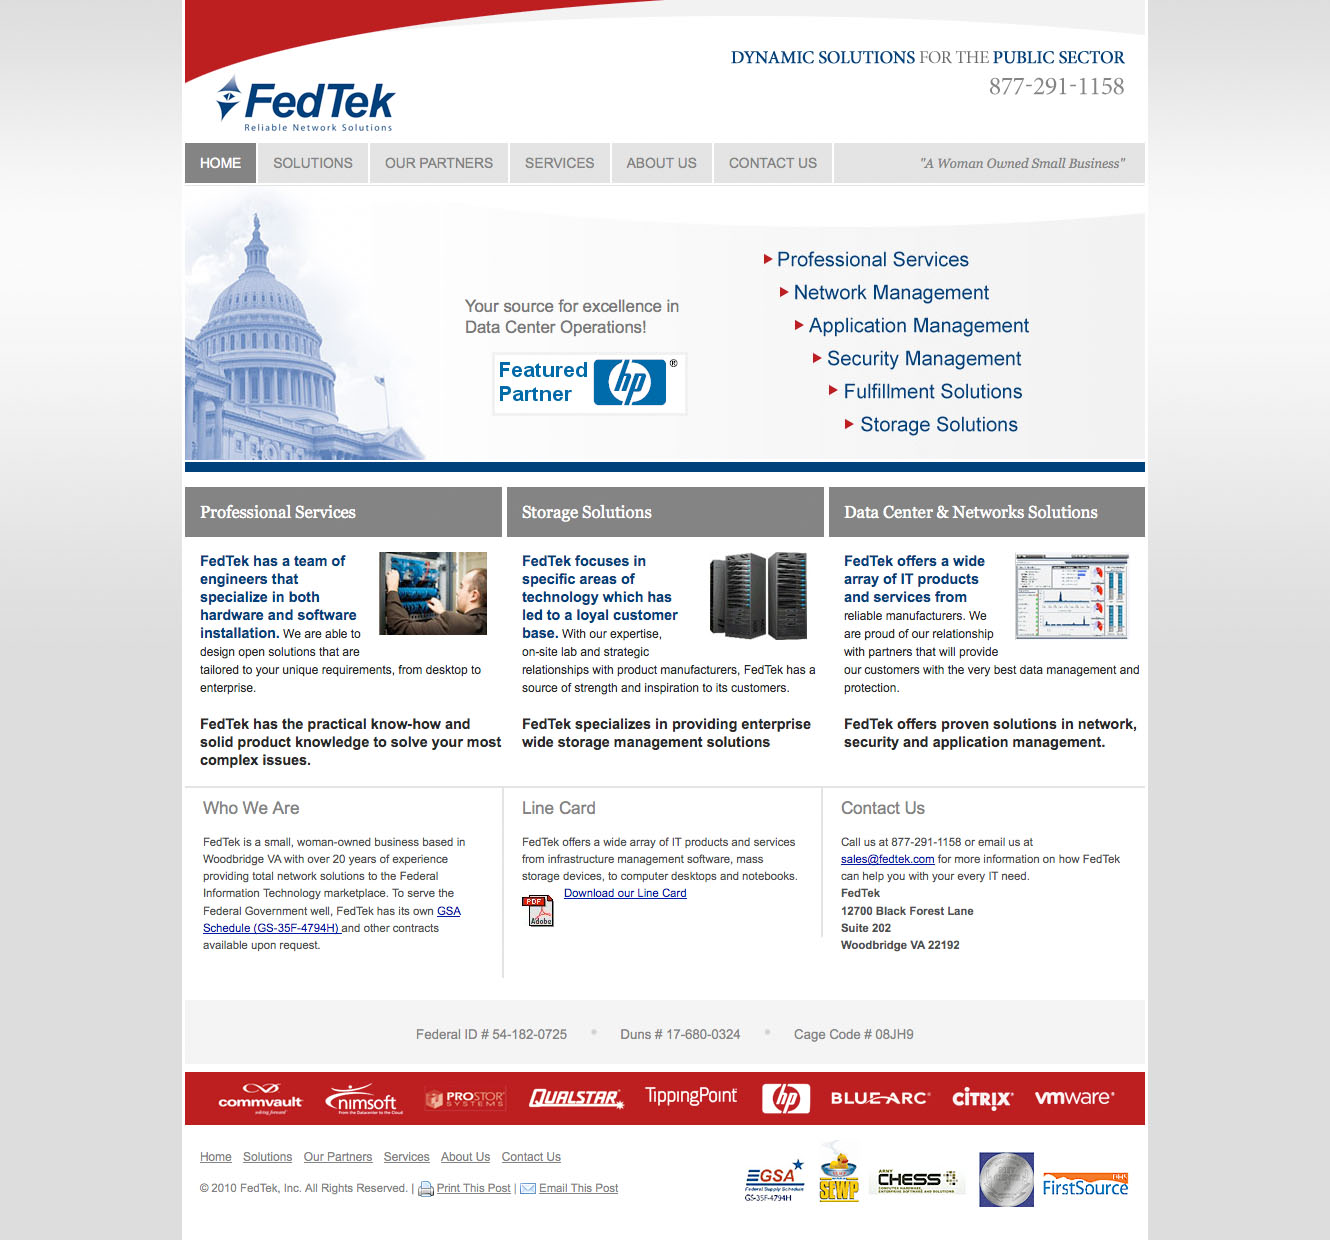 DYNAMIC SOLUTIONS FOR THE PUBLIC SECTOR
877-291-1158
FedTek
Reliable Network Solutions
HOME
SOLUTIONS
OUR PARTNERS
SERVICES
ABOUT US
CONTACT US
"A Woman Owned Small Business"
Your source for excellence in
Data Center Operations!
Featured
Partner
hp®
Professional Services
Network Management
Application Management
Security Management
Fulfillment Solutions
Storage Solutions
Professional Services
FedTek has a team of
engineers that
specialize in both
hardware and software
installation. We are able to
design open solutions that are
tailored to your unique requirements, from desktop to
enterprise.
FedTek has the practical know-how and
solid product knowledge to solve your most
complex issues.
Storage Solutions
FedTek focuses in
specific areas of
technology which has
led to a loyal customer
base. With our expertise,
on-site lab and strategic
relationships with product manufacturers, FedTek has a
source of strength and inspiration to its customers.
FedTek specializes in providing enterprise
wide storage management solutions
Data Center & Networks Solutions
FedTek offers a wide
array of IT products
and services from
reliable manufacturers. We
are proud of our relationship
with partners that will provide
our customers with the very best data management and
protection.
FedTek offers proven solutions in network,
security and application management.
Who We Are
FedTek is a small, woman-owned business based in
Woodbridge VA with over 20 years of experience
providing total network solutions to the Federal
Information Technology marketplace. To serve the
Federal Government well, FedTek has its own GSA
Schedule (GS-35F-4794H) and other contracts
available upon request.
Line Card
FedTek offers a wide array of IT products and services
from infrastructure management software, mass
storage devices, to computer desktops and notebooks.
PDF
Adobe
Download our Line Card
Contact Us
Call us at 877-291-1158 or email us at
sales@fedtek.com for more information on how FedTek
can help you with your every IT need.
FedTek
12700 Black Forest Lane
Suite 202
Woodbridge VA 22192
Federal ID # 54-182-0725
Duns # 17-680-0324
Cage Code # 08JH9
commvault
solving forward
nimsoft
From the Datacenter to the Cloud
PROSTOR
SYSTEMS
QUALSTAR
TippingPoint
hp
BLUEARC
CITRIX
vmware
Home
Solutions
Our Partners
Services
About Us
Contact Us
© 2010 FedTek, Inc. All Rights Reserved. | Print This Post | Email This Post
GSA
Federal Supply Schedule
GS-35F-4794H
SEWP
ARMY
CHESS
COMPUTER HARDWARE,
ENTERPRISE SOFTWARE AND SOLUTIONS
FirstSource